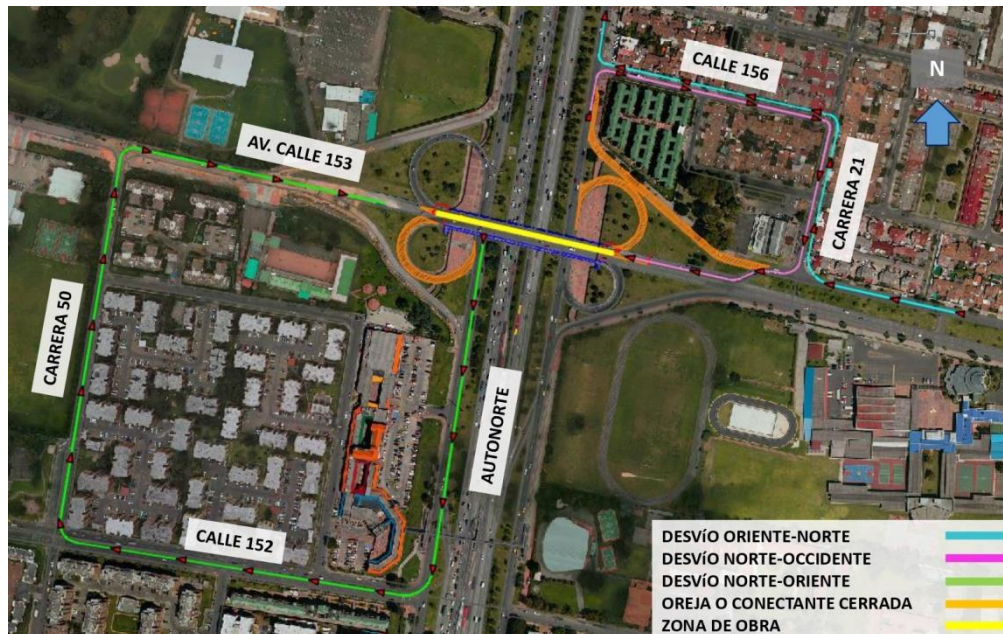 CALLE 156
N
AV. CALLE 153
CARRERA 21
CARRERA 50
AUTONORTE
CALLE 152
DESVÍO ORIENTE-NORTE
DESVÍO NORTE-OCCIDENTE
DESVÍO NORTE-ORIENTE
OREJA O CONECTANTE CERRADA
ZONA DE OBRA